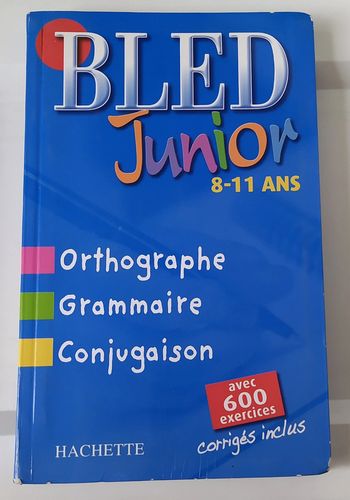 BLED
Junior
8-11 ANS
Orthographe
Grammaire
Conjugaison
avec
600
exercices
corrigés inclus
HACHETTE